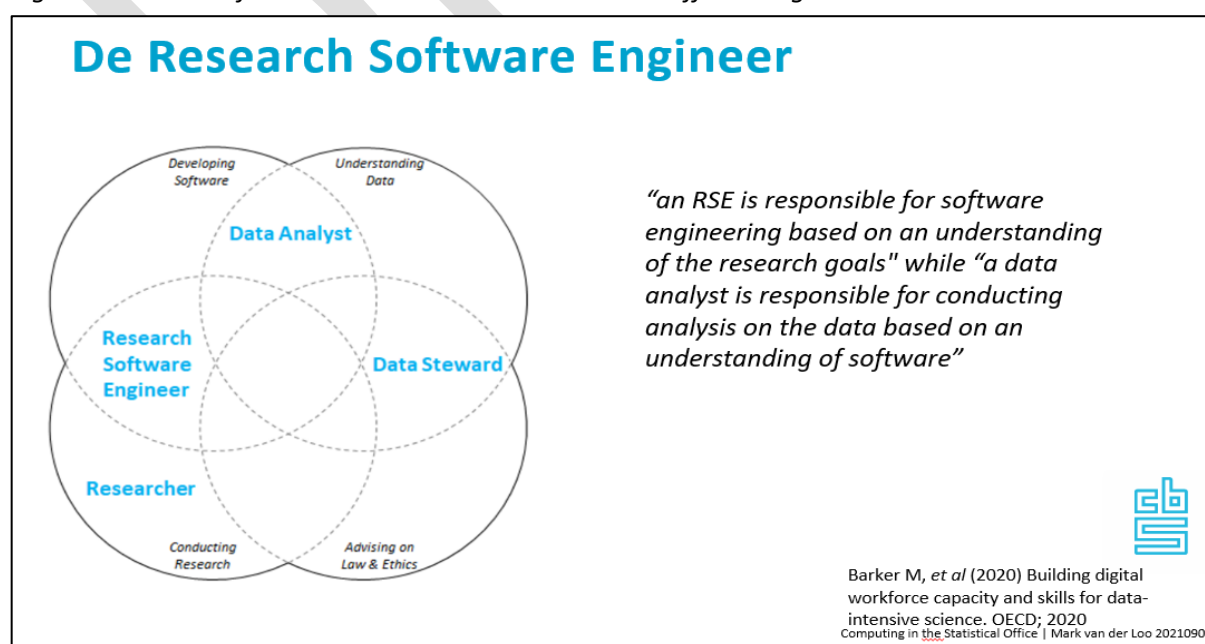 De Research Software Engineer
Developing
Software
Understanding
Data
Data Analyst
Research
Software
Engineer
Data Steward
Researcher
Conducting
Research
Advising on
Law & Ethics
“an RSE is responsible for software
engineering based on an understanding
of the research goals" while “a data
analyst is responsible for conducting
analysis on the data based on an
understanding of software”
cbs
Barker M, et al (2020) Building digital
workforce capacity and skills for data-
intensive science. OECD; 2020
Computing in the Statistical Office | Mark van der Loo 2021090